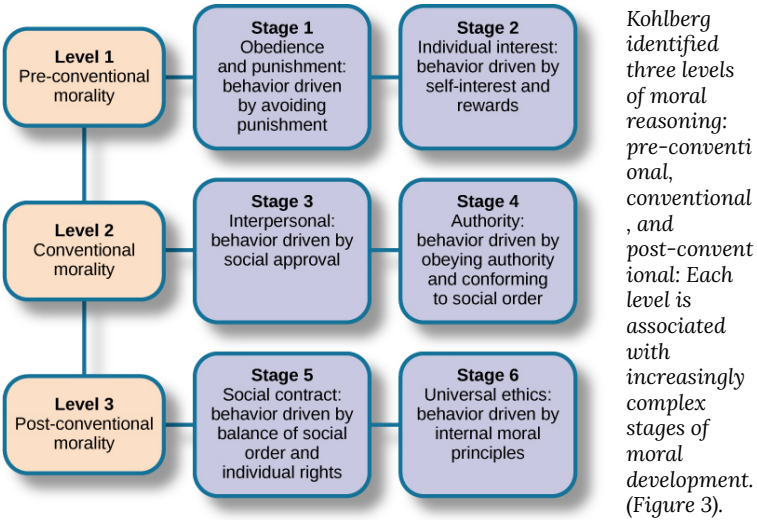 Level 1
Pre-conventional
morality
Stage 1
Obedience
and punishment:
behavior driven
by avoiding
punishment
Stage 2
Individual interest:
behavior driven by
self-interest and
rewards
Level 2
Conventional
morality
Stage 3
Interpersonal:
behavior driven by
social approval
Stage 4
Authority:
behavior driven by
obeying authority
and conforming
to social order
Level 3
Post-conventional
morality
Stage 5
Social contract:
behavior driven by
balance of social
order and
individual rights
Stage 6
Universal ethics:
behavior driven by
internal moral
principles
Kohlberg
identified
three levels
of moral
reasoning:
pre-conventi
onal,
conventional
, and
post-convent
ional: Each
level is
associated
with
increasingly
complex
stages of
moral
development.
(Figure 3).